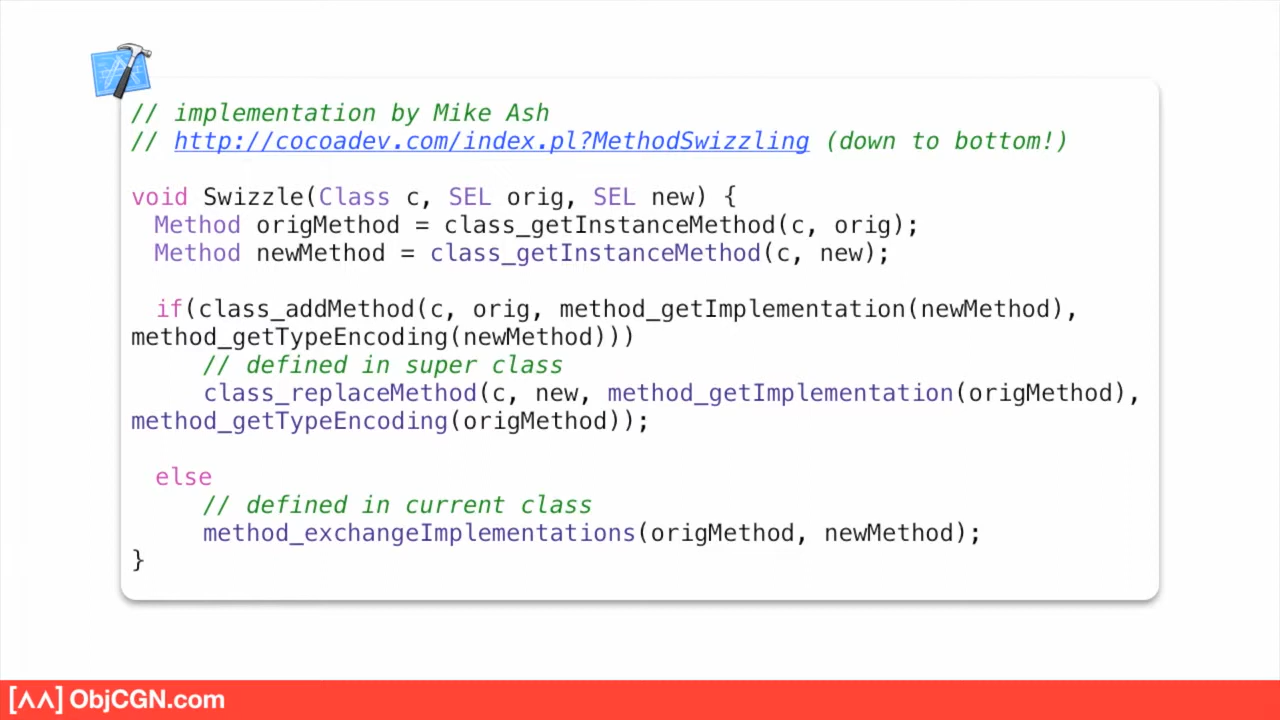 // implementation by Mike Ash
// http://cocoadev.com/index.pl?MethodSwizzling (down to bottom!)
void Swizzle(Class c, SEL orig, SEL new) {
Method origMethod = class_getInstanceMethod(c, orig);
Method newMethod = class_getInstanceMethod(c, new);
if(class_addMethod(c, orig, method_getImplementation(newMethod),
method_getTypeEncoding(newMethod)))
// defined in super class
class_replaceMethod(c, new, method_getImplementation(origMethod),
method_getTypeEncoding(origMethod));
else
// defined in current class
method_exchangeImplementations(origMethod, newMethod);
}
[ʌʌ] ObjCGN.com